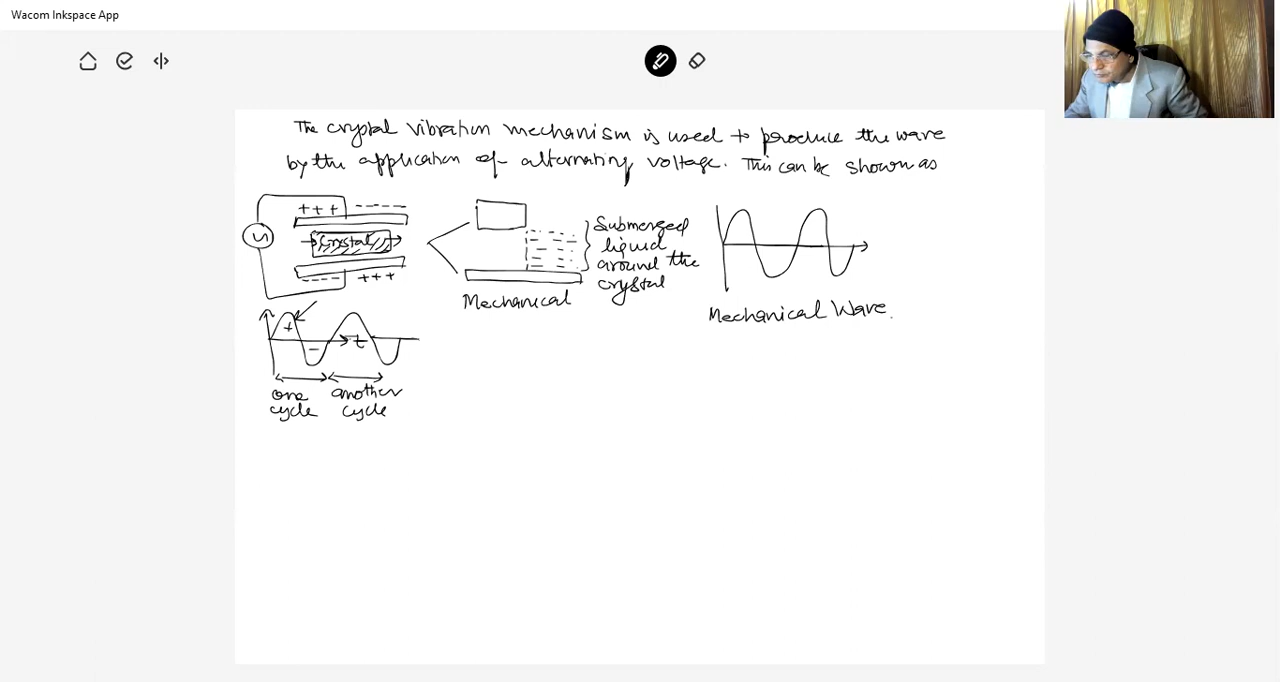 Wacom Inkspace App
The crystal vibration mechanism is used to produce the wave
by the application of alternating voltage. This can be shown as
+ + + - - - - -
Crystal
- - - - + + +
Submerged
liquid
around the
crystal
Mechanical
Mechanical Wave.
+
- t
one another
cycle cycle